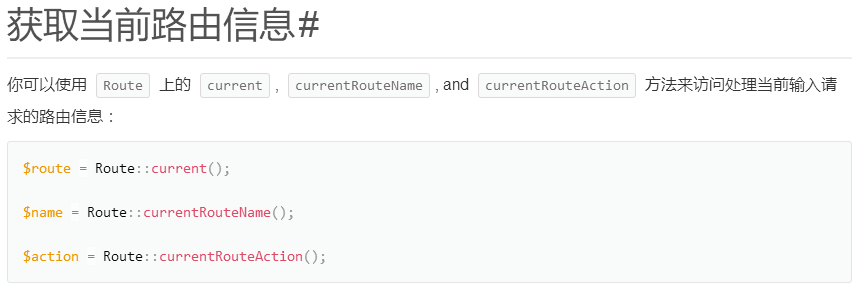 获取当前路由信息#
你可以使用 Route 上的 current , currentRouteName , and currentRouteAction 方法来访问处理当前输入请
求的路由信息：
$route = Route::current();
$name = Route::currentRouteName();
$action = Route::currentRouteAction();